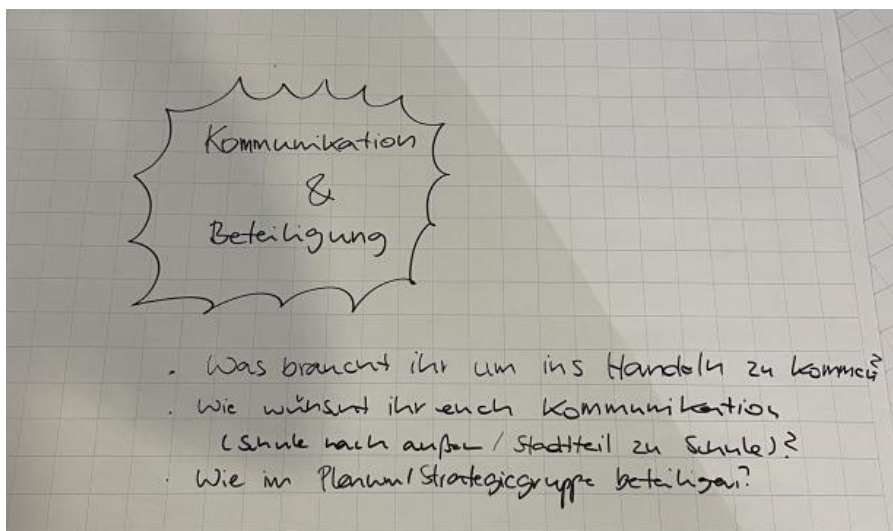 Kommunikation
&
Beteiligung
. Was braucht ihr um ins Handeln zu kommen?
. Wie wünscht ihr euch Kommunikation
(Schule nach außen / Stadtteil zu Schule)?
. Wie im Plenum/Strategiegruppe beteiligen?